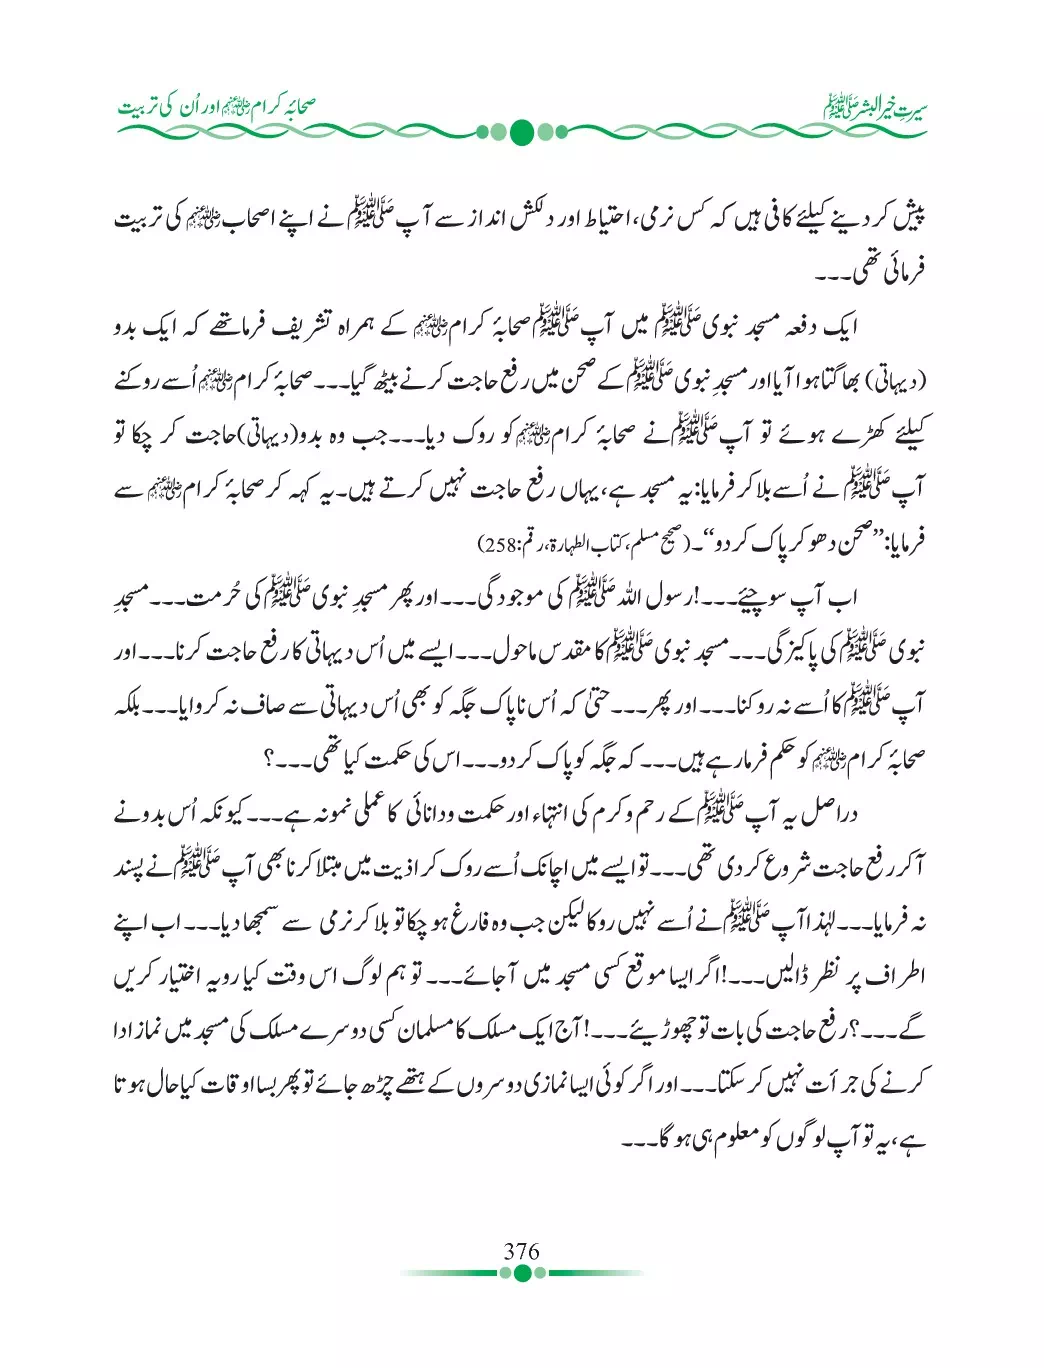 سیرتِ خیر البشر ﷺ
صحابۂ کرام رضی اللہ عنہم اور اُن کی تربیت
پیش کر دینے کیلئے کافی ہیں کہ کس نرمی، احتیاط اور دلکش انداز سے آپ ﷺ نے اپنے اصحاب رضی اللہ عنہم کی تربیت
فرمائی تھی۔۔۔
ایک دفعہ مسجد نبوی ﷺ میں آپ ﷺ صحابۂ کرام رضی اللہ عنہم کے ہمراہ تشریف فرماتھے کہ ایک بدو
(دیہاتی) بھاگتا ہوا آیا اور مسجدِ نبوی ﷺ کے صحن میں رفع حاجت کرنے بیٹھ گیا۔۔۔ صحابۂ کرام رضی اللہ عنہم اُسے روکنے
کیلئے کھڑے ہوئے تو آپ ﷺ نے صحابۂ کرام رضی اللہ عنہم کو روک دیا۔۔۔جب وہ بدو(دیہاتی)حاجت کر چکا تو
آپ ﷺ نے اُسے بلا کر فرمایا: یہ مسجد ہے، یہاں رفع حاجت نہیں کرتے ہیں۔ یہ کہہ کر صحابۂ کرام رضی اللہ عنہم سے
فرمایا: ’’صحن دھو کر پاک کر دو‘‘۔ (صحیح مسلم، کتاب الطہارۃ، رقم:258)
اب آپ سوچیئے۔۔۔! رسول اللہ ﷺ کی موجودگی۔۔۔ اور پھر مسجدِ نبوی ﷺ کی حُرمت۔۔۔ مسجدِ
نبوی ﷺ کی پاکیزگی۔۔۔ مسجد نبوی ﷺ کا مقدس ماحول۔۔۔ ایسے میں اُس دیہاتی کا رفع حاجت کرنا۔۔۔ اور
آپ ﷺ کا اُسے نہ روکنا۔۔۔ اور پھر۔۔۔ حتیٰ کہ اُس ناپاک جگہ کو بھی اُس دیہاتی سے صاف نہ کروایا۔۔۔ بلکہ
صحابۂ کرام رضی اللہ عنہم کو حکم فرمارہے ہیں۔۔۔ کہ جگہ کو پاک کر دو۔۔۔ اس کی حکمت کیا تھی۔۔۔؟
دراصل یہ آپ ﷺ کے رحم و کرم کی انتہاء اور حکمت ودانائی کا عملی نمونہ ہے۔۔۔ کیونکہ اُس بدو نے
آ کر رفع حاجت شروع کر دی تھی۔۔۔ تو ایسے میں اچانک اُسے روک کر اذیت میں مبتلا کرنا بھی آپ ﷺ نے پسند
نہ فرمایا۔۔۔ لہٰذا آپ ﷺ نے اُسے نہیں روکا لیکن جب وہ فارغ ہو چکا تو بلا کر نرمی سے سمجھا دیا۔۔۔ اب اپنے
اطراف پر نظر ڈالیں۔۔۔! اگر ایسا موقع کسی مسجد میں آجائے۔۔۔ تو ہم لوگ اس وقت کیا رویہ اختیار کریں
گے۔۔۔؟ رفع حاجت کی بات تو چھوڑیئے۔۔۔! آج ایک مسلک کا مسلمان کسی دوسرے مسلک کی مسجد میں نماز ادا
کرنے کی جرأت نہیں کر سکتا۔۔۔ اور اگر کوئی ایسا نمازی دوسروں کے ہتھے چڑھ جائے تو پھر بسا اوقات کیا حال ہوتا
ہے، یہ تو آپ لوگوں کو معلوم ہی ہوگا۔۔۔
376